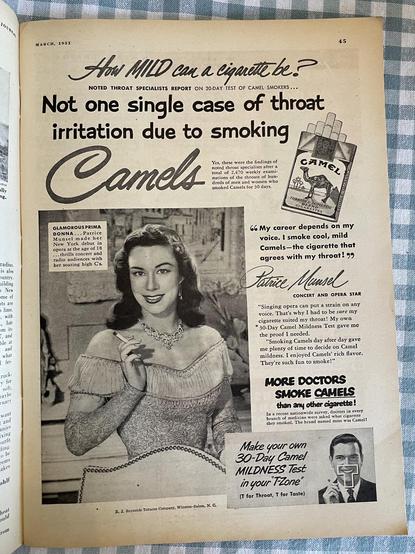 MARCH, 1951
45
How MILD can a cigarette be?
NOTED THROAT SPECIALISTS REPORT ON 30-DAY TEST OF CAMEL SMOKERS...
Not one single case of throat
irritation due to smoking
Camels
Yes, these were the findings of
noted throat specialists after a
total of 2,470 weekly exami-
nations of the throats of hun-
dreds of men and women who
smoked Camels for 30 days.
CAMEL
GLAMOROUS PRIMA
DONNA...Patrice
Munsel made her
New York debut in
opera at the age of 18
...thrills concert and
radio audiences with
her soaring high C's.
“My career depends on my
voice. I smoke cool, mild
Camels—the cigarette that
agrees with my throat!”
Patrice Munsel
CONCERT AND OPERA STAR
"Singing opera can put a strain on any
voice. That's why I had to be sure my
cigarette suited my throat! My own
30-Day Camel Mildness Test gave me
the proof I needed.
"Smoking Camels day after day gave
me plenty of time to decide on Camel
mildness. I enjoyed Camels' rich flavor.
They're such fun to smoke!"
MORE DOCTORS
SMOKE CAMELS
than any other cigarette!
In a recent nationwide survey, doctors in every
branch of medicine were asked what cigarette
they smoked. The brand named most was Camel!
Make your own
30-Day Camel
MILDNESS Test
in your "T-Zone"
(T for Throat, T for Taste)
R. J. Reynolds Tobacco Company, Winston-Salem, N. C.